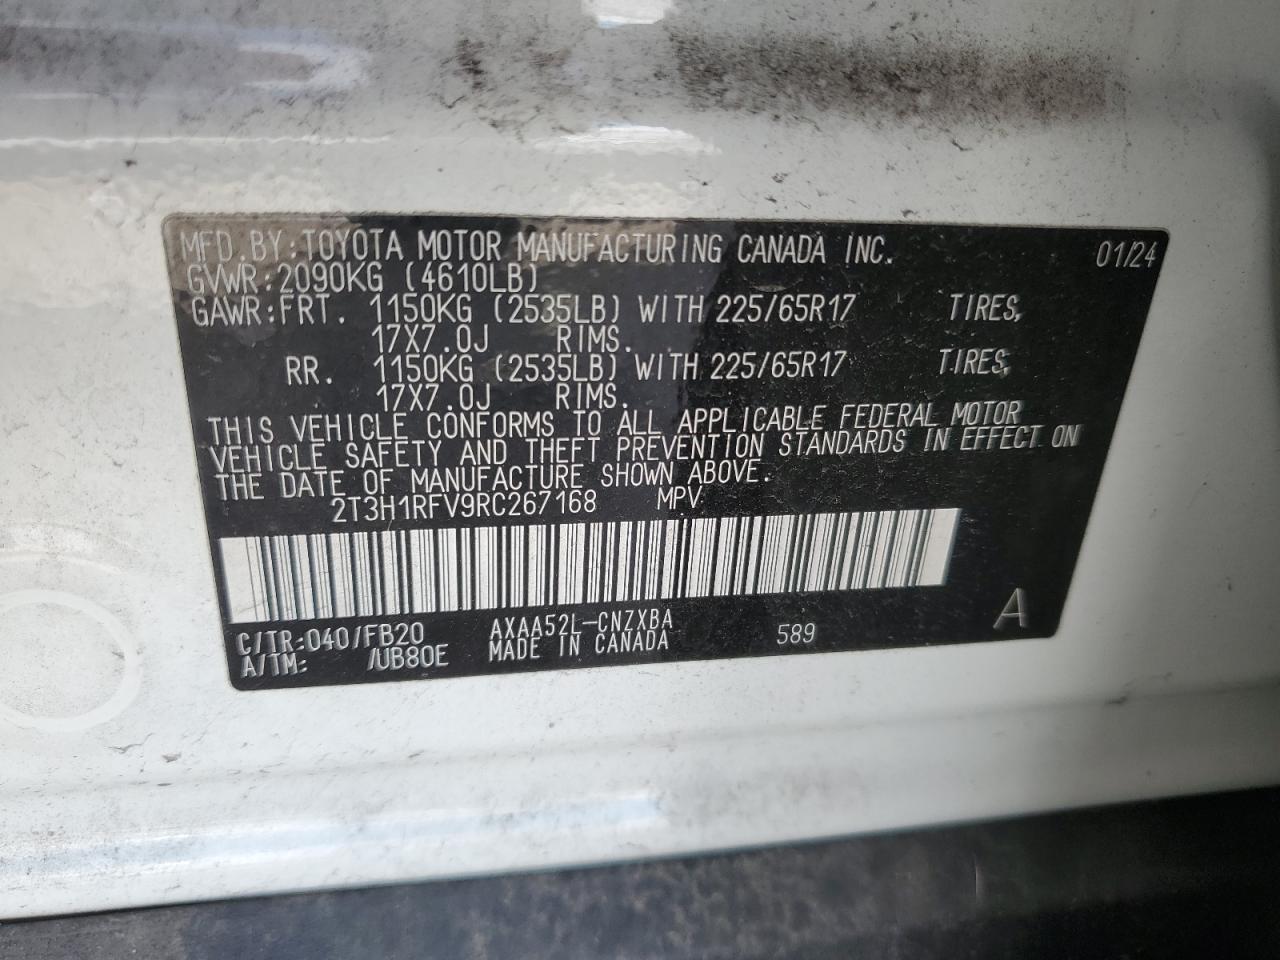 MFD.BY:TOYOTA MOTOR MANUFACTURING CANADA INC. 01/24
GVWR:2090KG (4610LB)
GAWR:FRT. 1150KG (2535LB) WITH 225/65R17 TIRES,
17X7.0J RIMS.
RR. 1150KG (2535LB) WITH 225/65R17 TIRES,
17X7.0J RIMS.
THIS VEHICLE CONFORMS TO ALL APPLICABLE FEDERAL MOTOR
VEHICLE SAFETY AND THEFT PREVENTION STANDARDS IN EFFECT ON
THE DATE OF MANUFACTURE SHOWN ABOVE.
2T3H1RFV9RC267168 MPV
C/TR:040/FB20 AXAA52L-CNZXBA 589 A
A/TM: /UB80E MADE IN CANADA